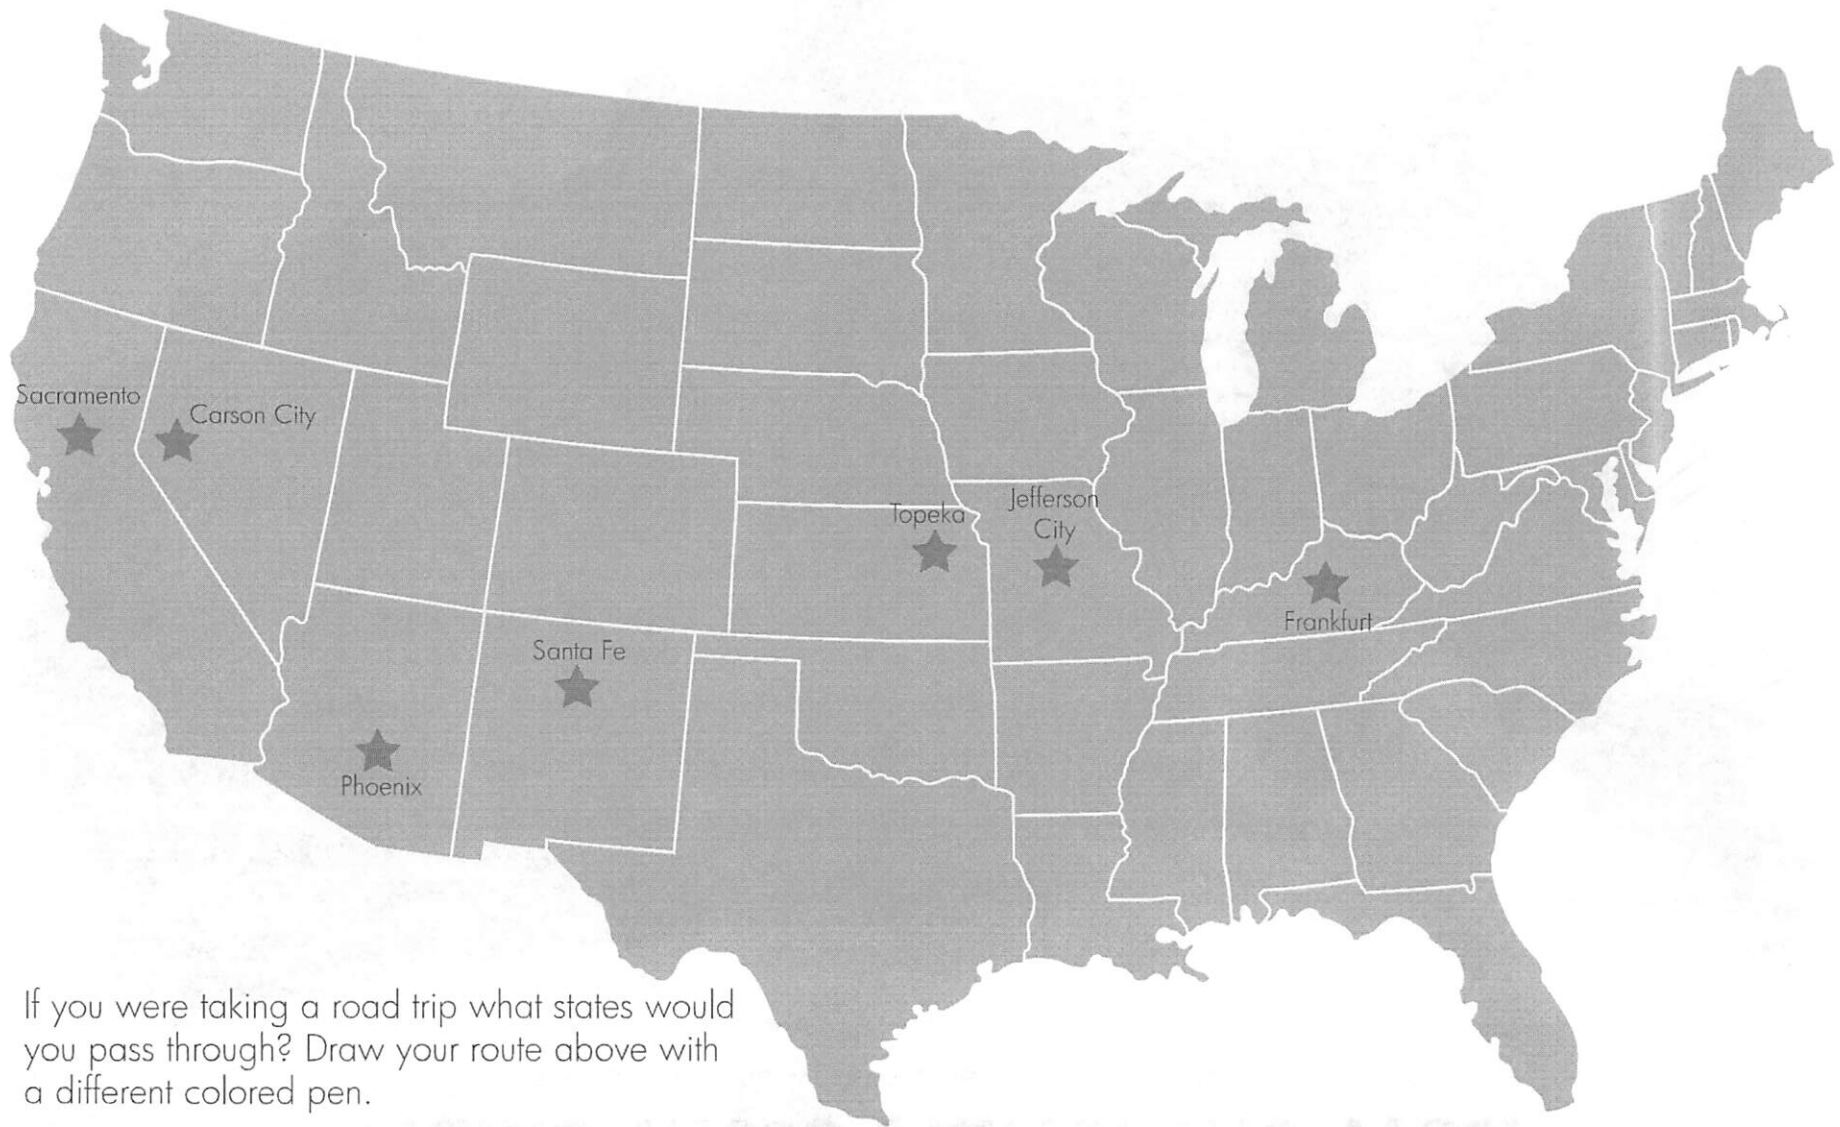 Sacramento
Carson City
Topeka
Jefferson
City
Frankfurt
Santa Fe
Phoenix
If you were taking a road trip what states would
you pass through? Draw your route above with
a different colored pen.